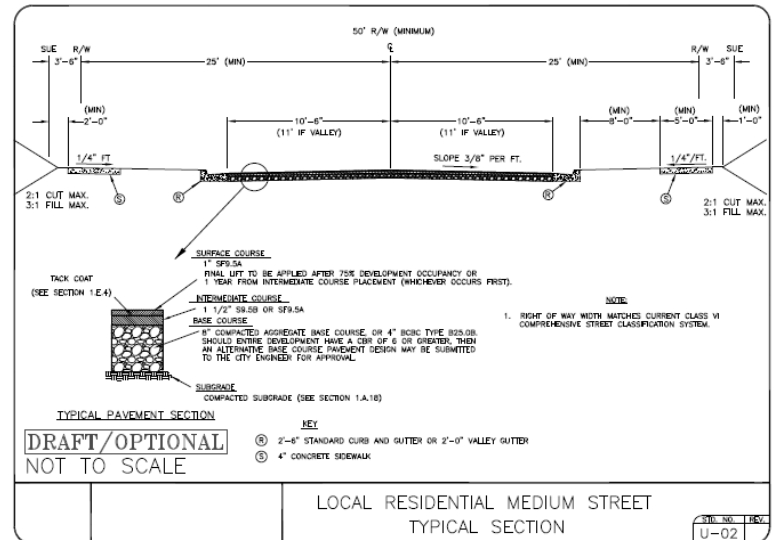 50' R/W (MINIMUM)
℄
SUE R/W
R/W SUE
3'-6" 25' (MIN) 25' (MIN) 3'-6"
(MIN)
2'-0"
10'-6"
(11' IF VALLEY)
10'-6"
(11' IF VALLEY)
(MIN)
8'-0"
(MIN)
5'-0"
(MIN)
1'-0"
1/4" FT
SLOPE 3/8" PER FT.
1/4"/FT.
2:1 CUT MAX.
3:1 FILL MAX.
S
R
R
S
2:1 CUT MAX.
3:1 FILL MAX.
SURFACE COURSE
1" SF9.5A
FINAL LIFT TO BE APPLIED AFTER 75% DEVELOPMENT OCCUPANCY OR
1 YEAR FROM INTERMEDIATE COURSE PLACEMENT (WHICHEVER OCCURS FIRST).
TACK COAT
(SEE SECTION 1.E.4)
INTERMEDIATE COURSE
1 1/2" S9.5B OR SF9.5A
BASE COURSE
8" COMPACTED AGGREGATE BASE COURSE, OR 4" BCBC TYPE B25.0B.
SHOULD ENTIRE DEVELOPMENT HAVE A CBR OF 6 OR GREATER, THEN
AN ALTERNATIVE BASE COURSE PAVEMENT DESIGN MAY BE SUBMITTED
TO THE CITY ENGINEER FOR APPROVAL.
SUBGRADE
COMPACTED SUBGRADE (SEE SECTION 1.A.18)
NOTE:
1. RIGHT OF WAY WIDTH MATCHES CURRENT CLASS VI
COMPREHENSIVE STREET CLASSIFICATION SYSTEM.
TYPICAL PAVEMENT SECTION
DRAFT/OPTIONAL
NOT TO SCALE
KEY
R 2'-6" STANDARD CURB AND GUTTER OR 2'-0" VALLEY GUTTER
S 4" CONCRETE SIDEWALK
LOCAL RESIDENTIAL MEDIUM STREET
TYPICAL SECTION
STD. NO. REV.
U-02